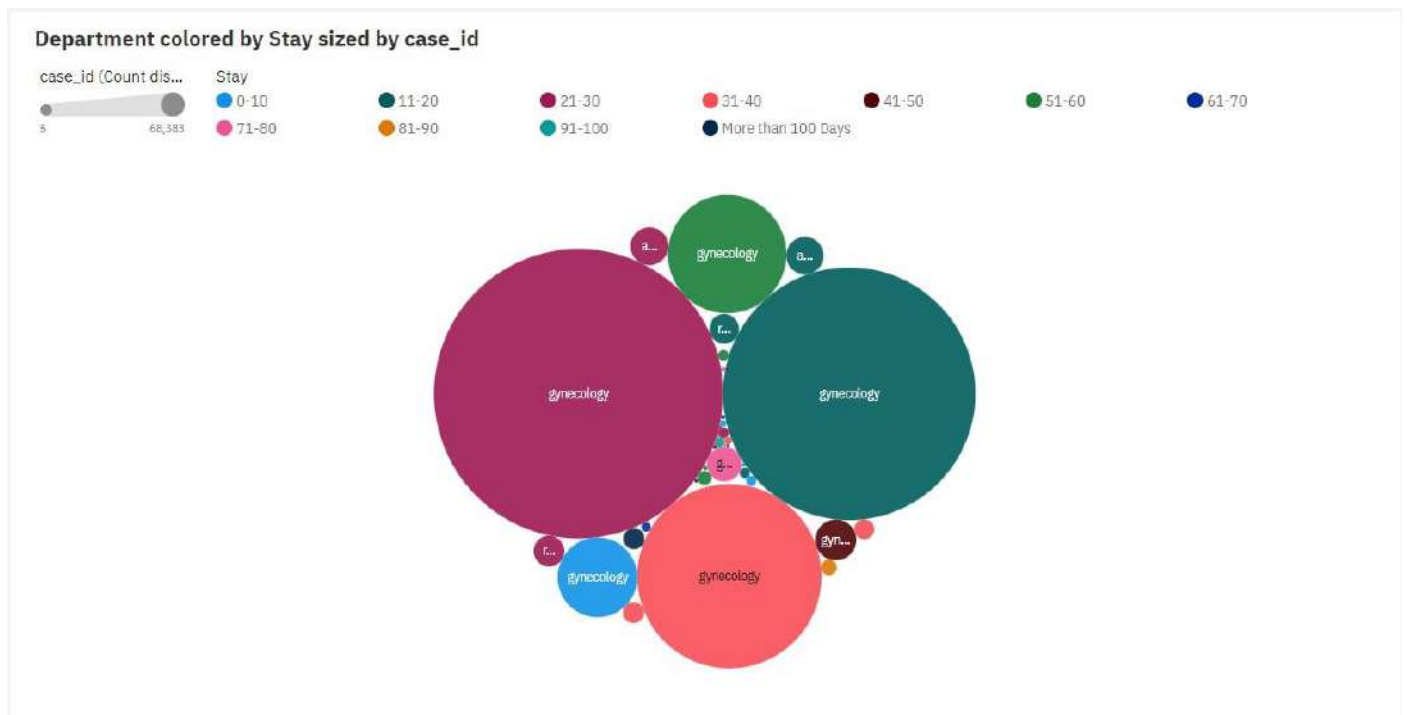 Department colored by Stay sized by case_id
case_id (Count dis...
Stay
0-10
11-20
21-30
31-40
41-50
51-60
61-70
5
68,383
71-80
81-90
91-100
More than 100 Days
a...
gynecology
a...
r...
gynecology
gynecology
g...
gyn...
r...
gynecology
gynecology